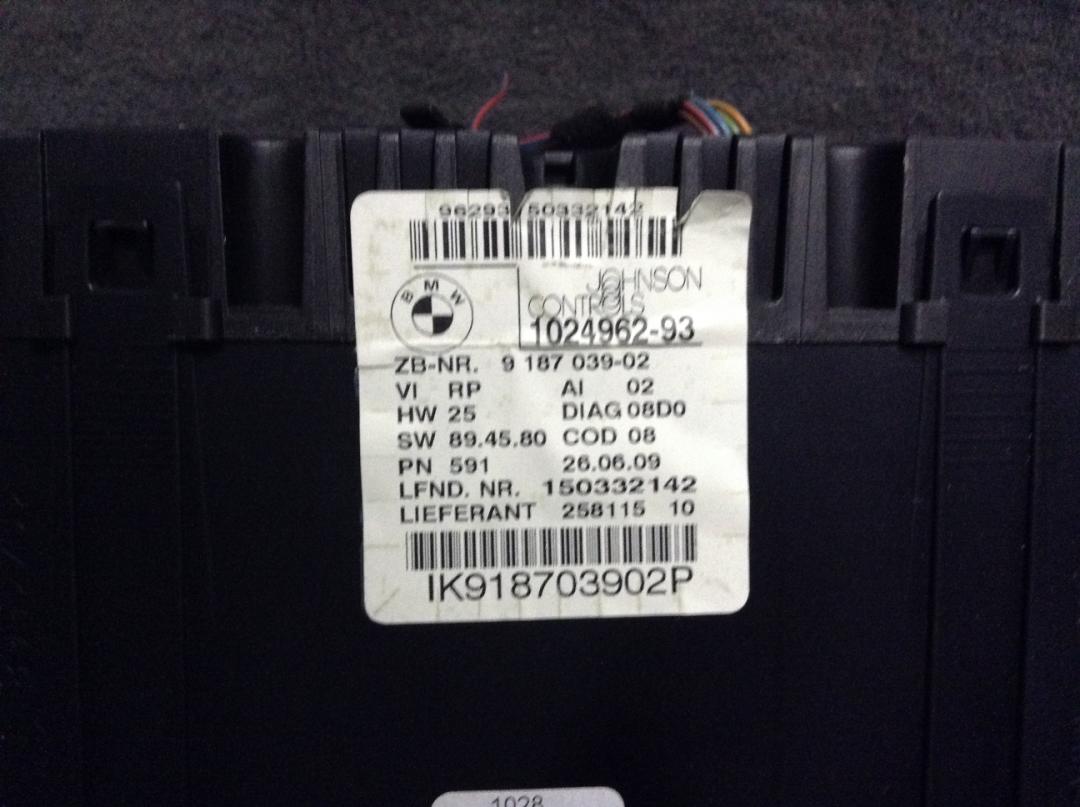 96293 50332142
BMW
JOHNSON
CONTROLS
1024962-93
ZB-NR. 9 187 039-02
VI RP AI 02
HW 25 DIAG 08D0
SW 89.45.80 COD 08
PN 591 26.06.09
LFND. NR. 150332142
LIEFERANT 258115 10
IK918703902P
1028